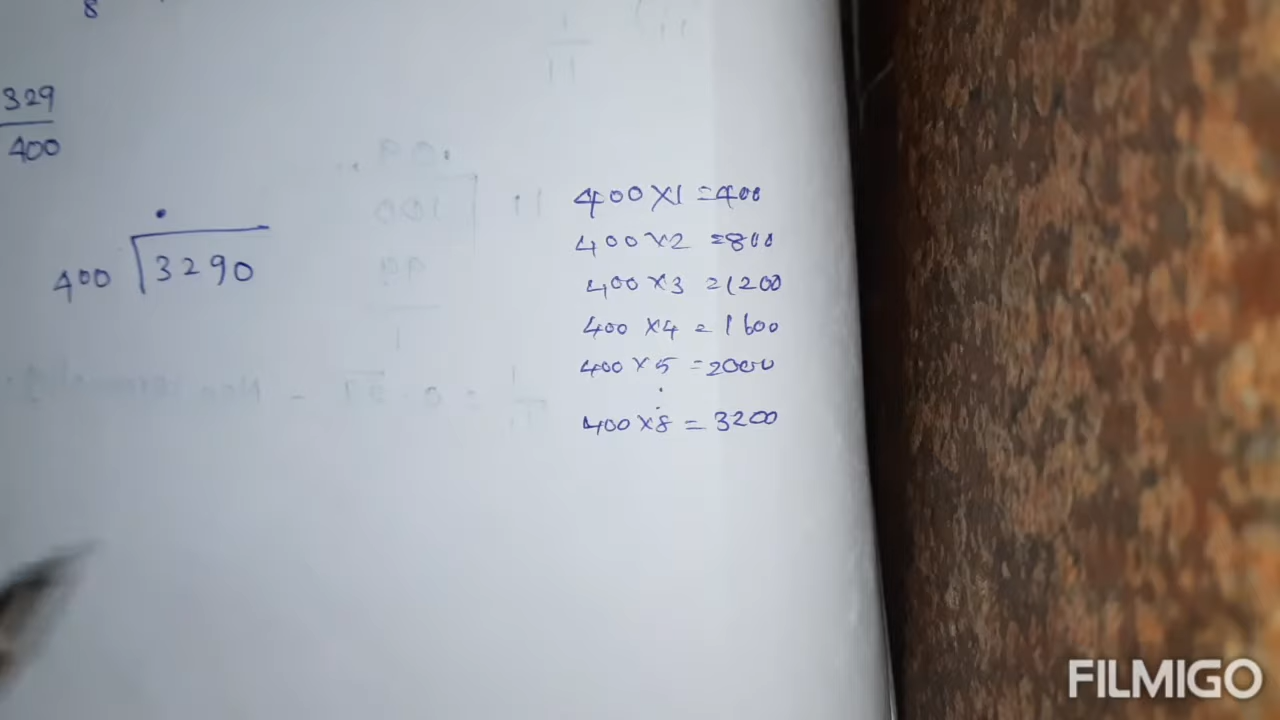 8
329
400
400 3290
400 × 1 = 400
400 × 2 = 800
400 × 3 = 1200
400 × 4 = 1600
400 × 5 = 2000
400 × 8 = 3200
FILMIGO